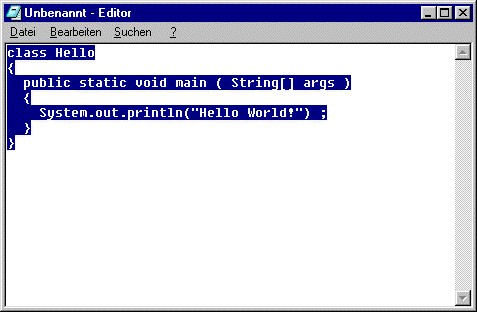 Unbenannt - Editor
Datei Bearbeiten Suchen ?
class Hello
{
  public static void main ( String[] args )
  {
    System.out.println("Hello World!") ;
  }
}